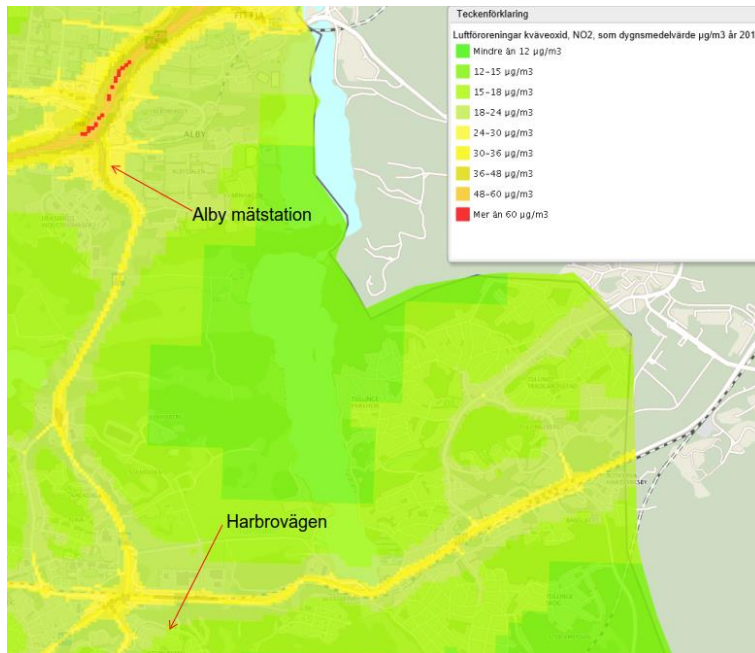 Teckenförklaring
Luftföroreningar kväveoxid, NO2, som dygnsmedelvärde µg/m3 år 201
Mindre än 12 µg/m3
12–15 µg/m3
15–18 µg/m3
18–24 µg/m3
24–30 µg/m3
30–36 µg/m3
36–48 µg/m3
48–60 µg/m3
Mer än 60 µg/m3
FITTJA
ALBY
Alby mätstation
TULLINGE
Harbrovägen